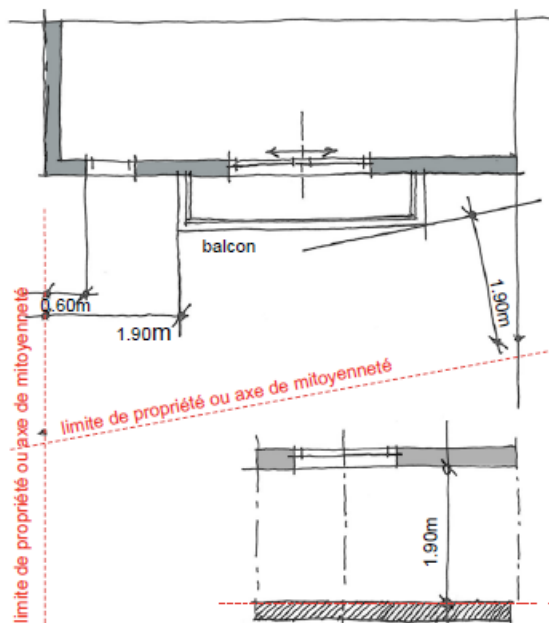 balcon
0.60m
1.90m
1.90m
limite de propriété ou axe de mitoyenneté
limite de propriété ou axe de mitoyenneté
1.90m